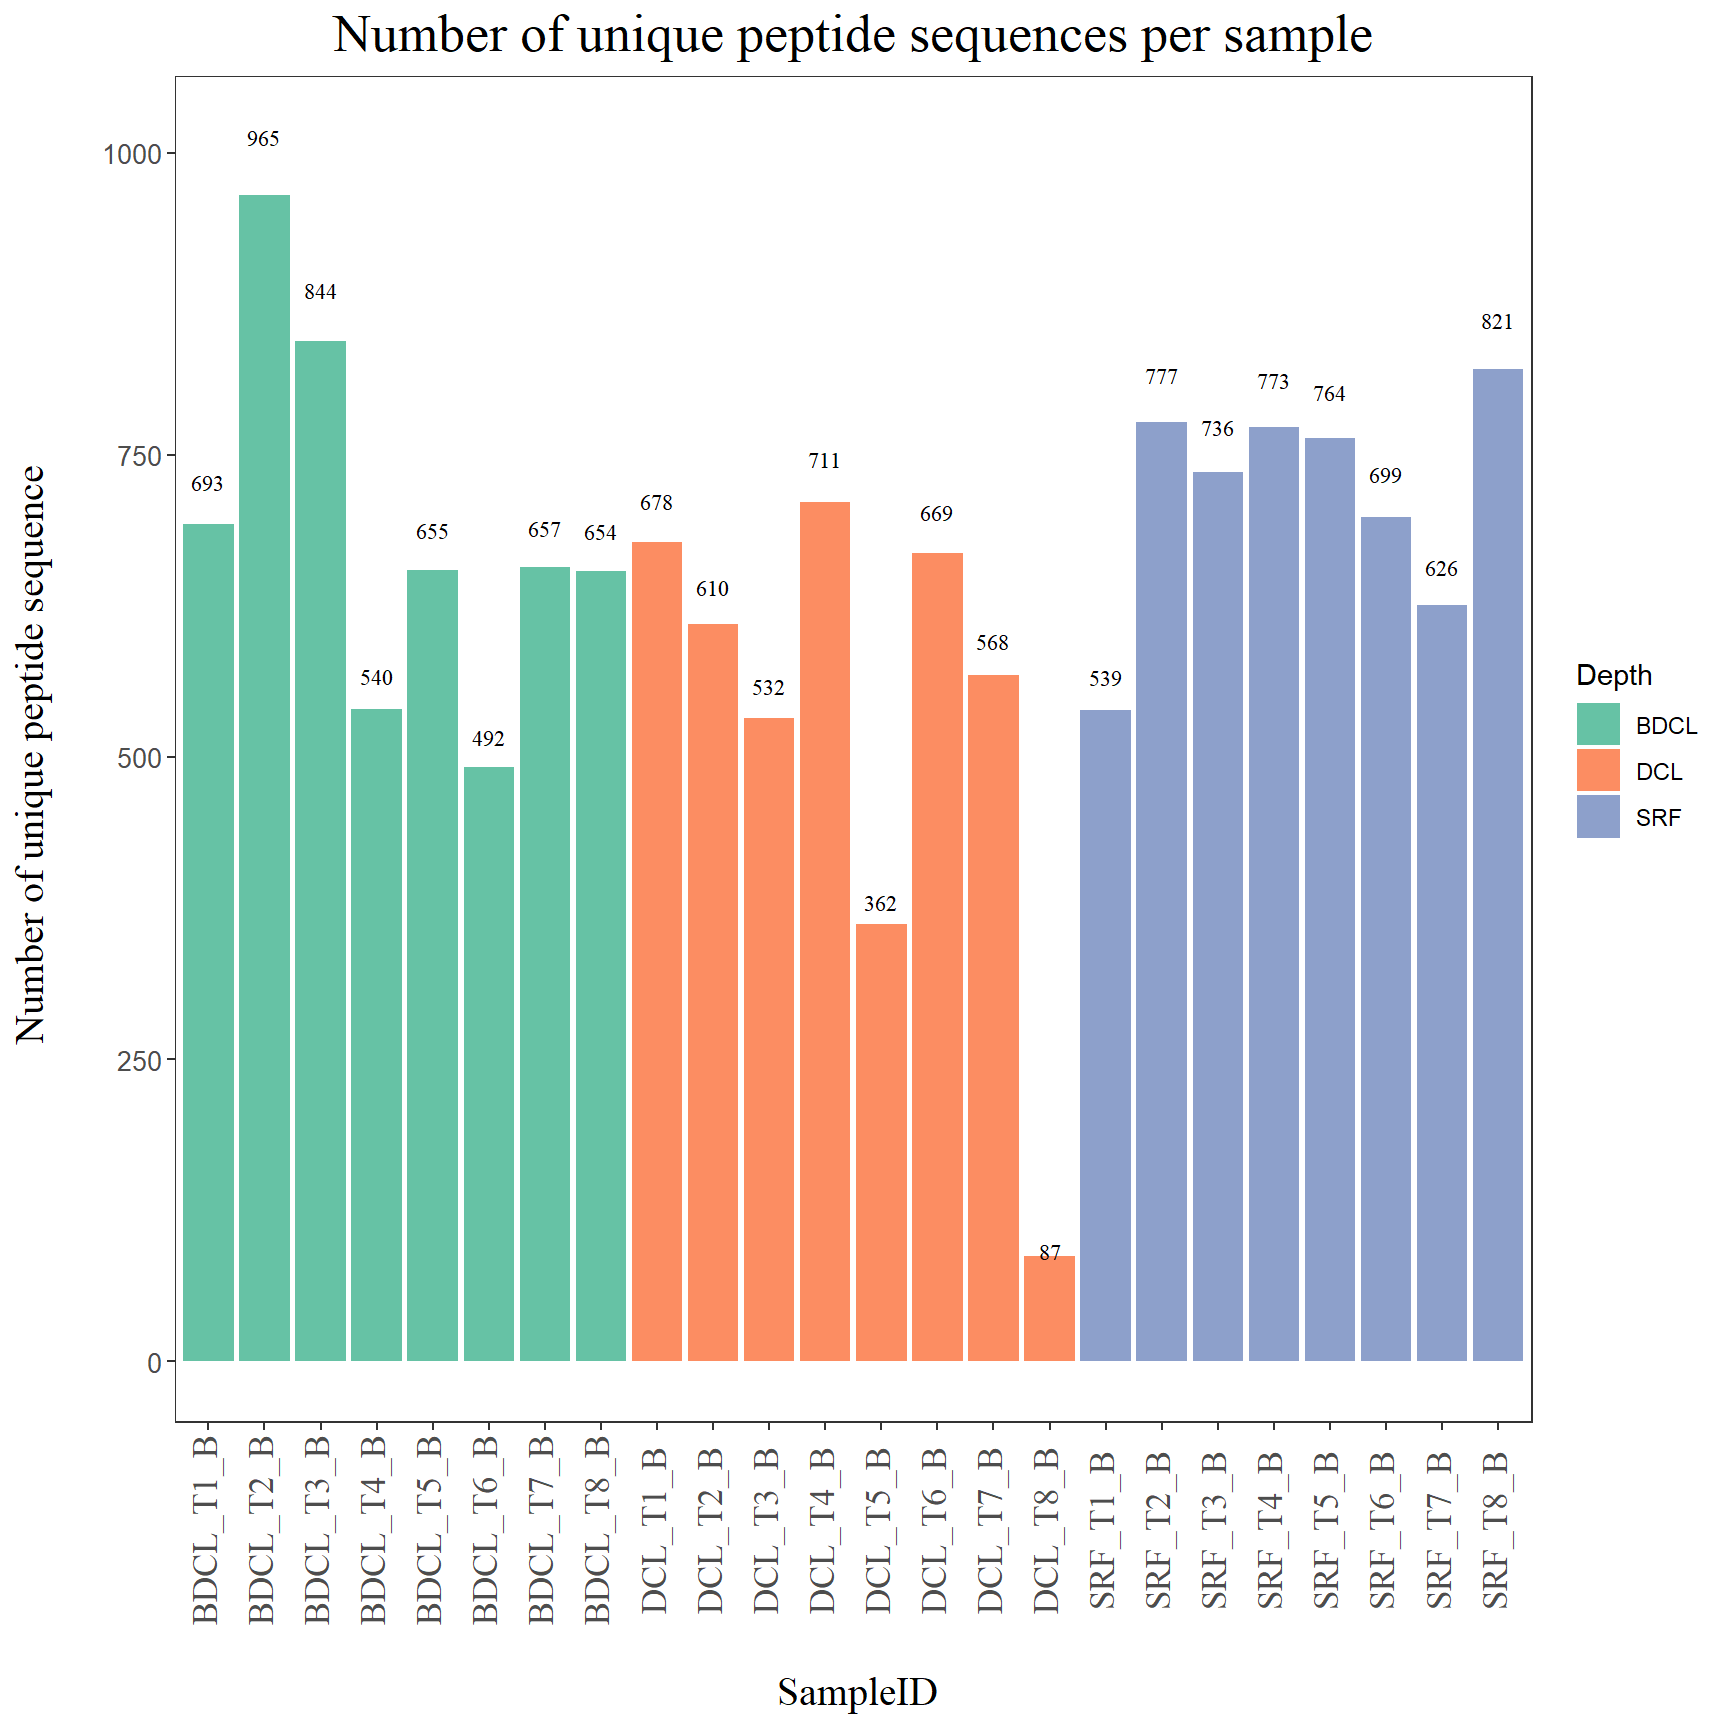 Number of unique peptide sequences per sample
Number of unique peptide sequence
1000
750
500
250
0
693
965
844
540
655
492
657
654
678
610
532
711
362
669
568
87
539
777
736
773
764
699
626
821
BDCL_T1_B
BDCL_T2_B
BDCL_T3_B
BDCL_T4_B
BDCL_T5_B
BDCL_T6_B
BDCL_T7_B
BDCL_T8_B
DCL_T1_B
DCL_T2_B
DCL_T3_B
DCL_T4_B
DCL_T5_B
DCL_T6_B
DCL_T7_B
DCL_T8_B
SRF_T1_B
SRF_T2_B
SRF_T3_B
SRF_T4_B
SRF_T5_B
SRF_T6_B
SRF_T7_B
SRF_T8_B
SampleID
Depth
BDCL
DCL
SRF